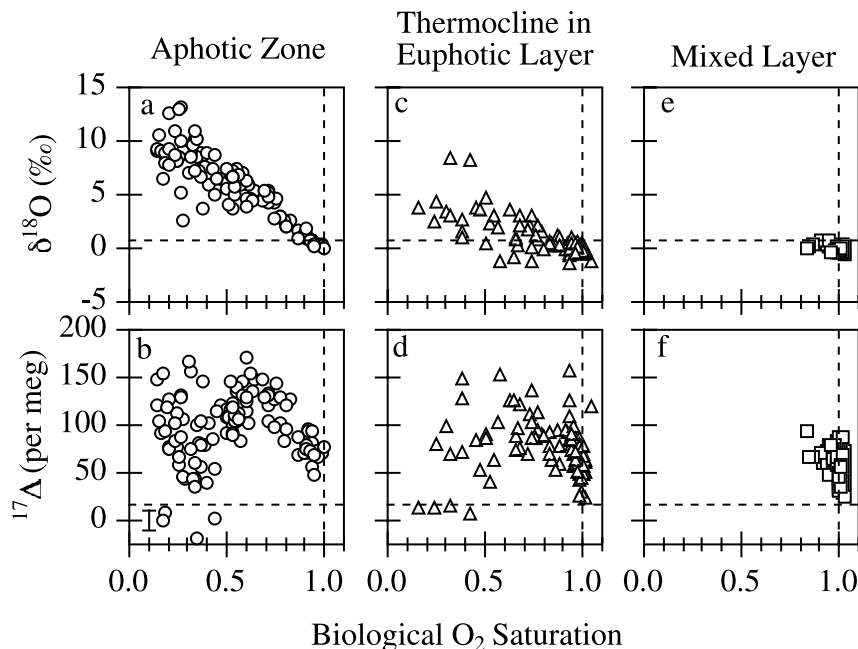 Aphotic Zone
Thermocline in
Euphotic Layer
Mixed Layer
δ18O (‰)
15
10
5
0
-5
a
c
e
17Δ (per meg)
200
150
100
50
0
b
d
f
0.0 0.5 1.0
0.0 0.5 1.0
0.0 0.5 1.0
Biological O2 Saturation